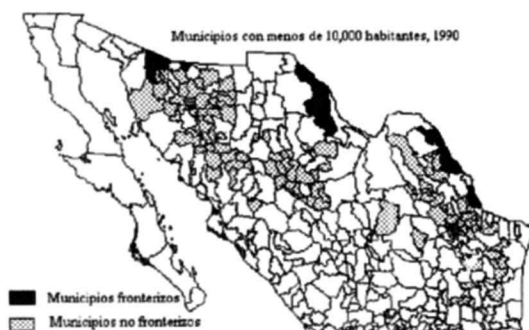 Municipios con menos de 10,000 habitantes, 1990
Municipios fronterizos
Municipios no fronterizos